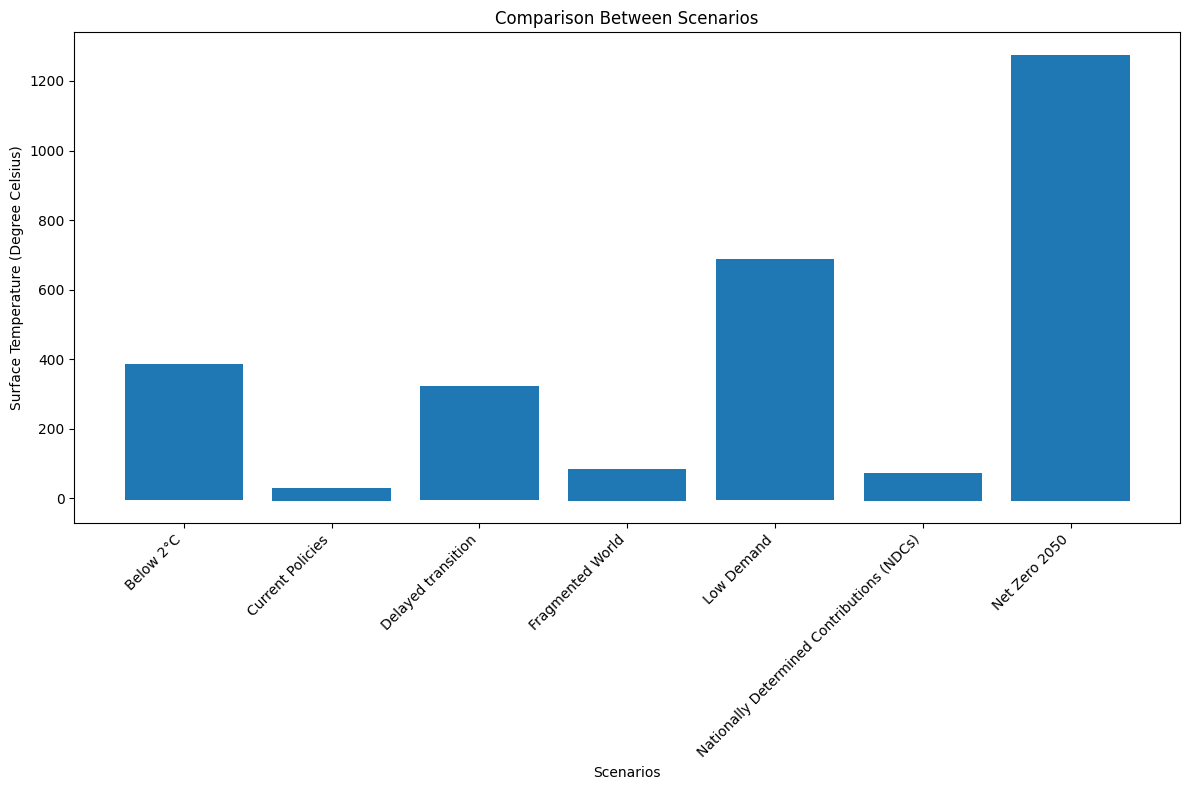 Comparison Between Scenarios
Surface Temperature (Degree Celsius)
1200
1000
800
600
400
200
0
Below 2°C
Current Policies
Delayed transition
Fragmented World
Low Demand
Nationally Determined Contributions (NDCs)
Net Zero 2050
Scenarios